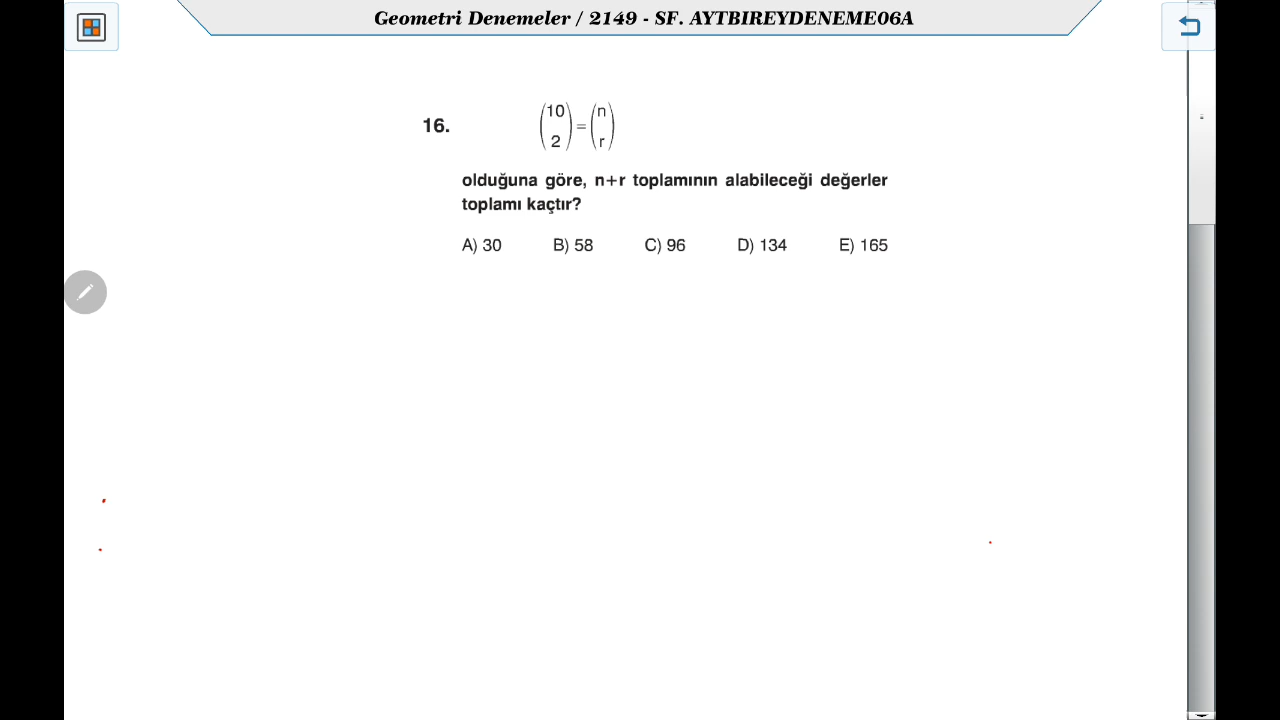 Geometri Denemeler / 2149 - SF. AYTBIREYDENEME06A
16. (10 2) = (n r)
olduğuna göre, n+r toplamının alabileceği değerler
toplamı kaçtır?
A) 30 B) 58 C) 96 D) 134 E) 165